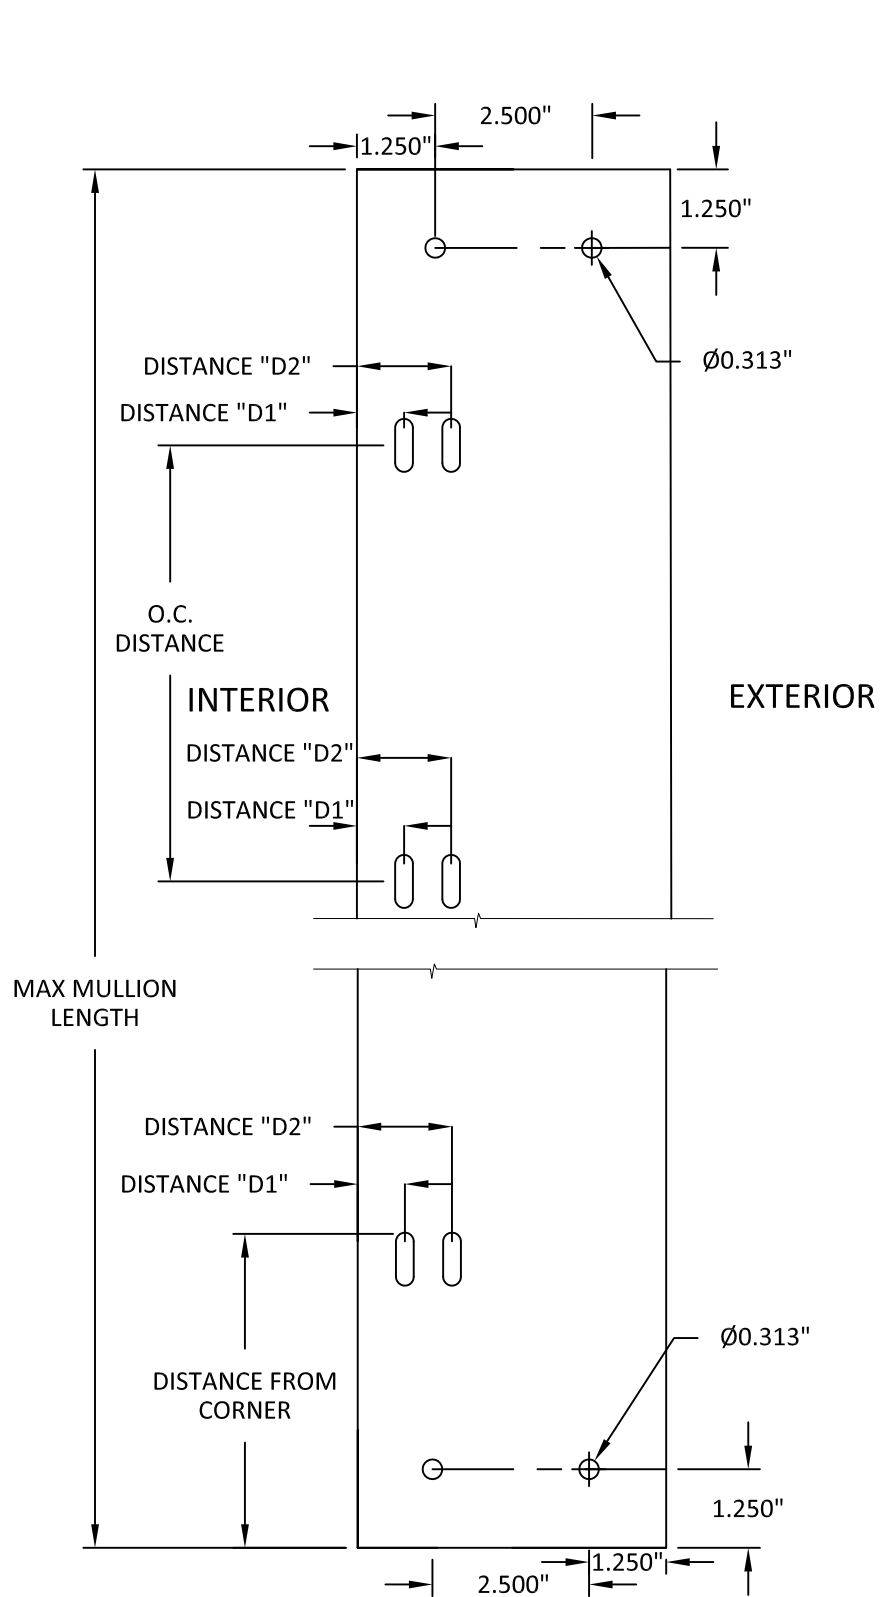 2.500"
1.250"
1.250"
Ø0.313"
DISTANCE "D2"
DISTANCE "D1"
O.C.
DISTANCE
INTERIOR
EXTERIOR
DISTANCE "D2"
DISTANCE "D1"
MAX MULLION
LENGTH
DISTANCE "D2"
DISTANCE "D1"
Ø0.313"
DISTANCE FROM
CORNER
1.250"
1.250"
2.500"